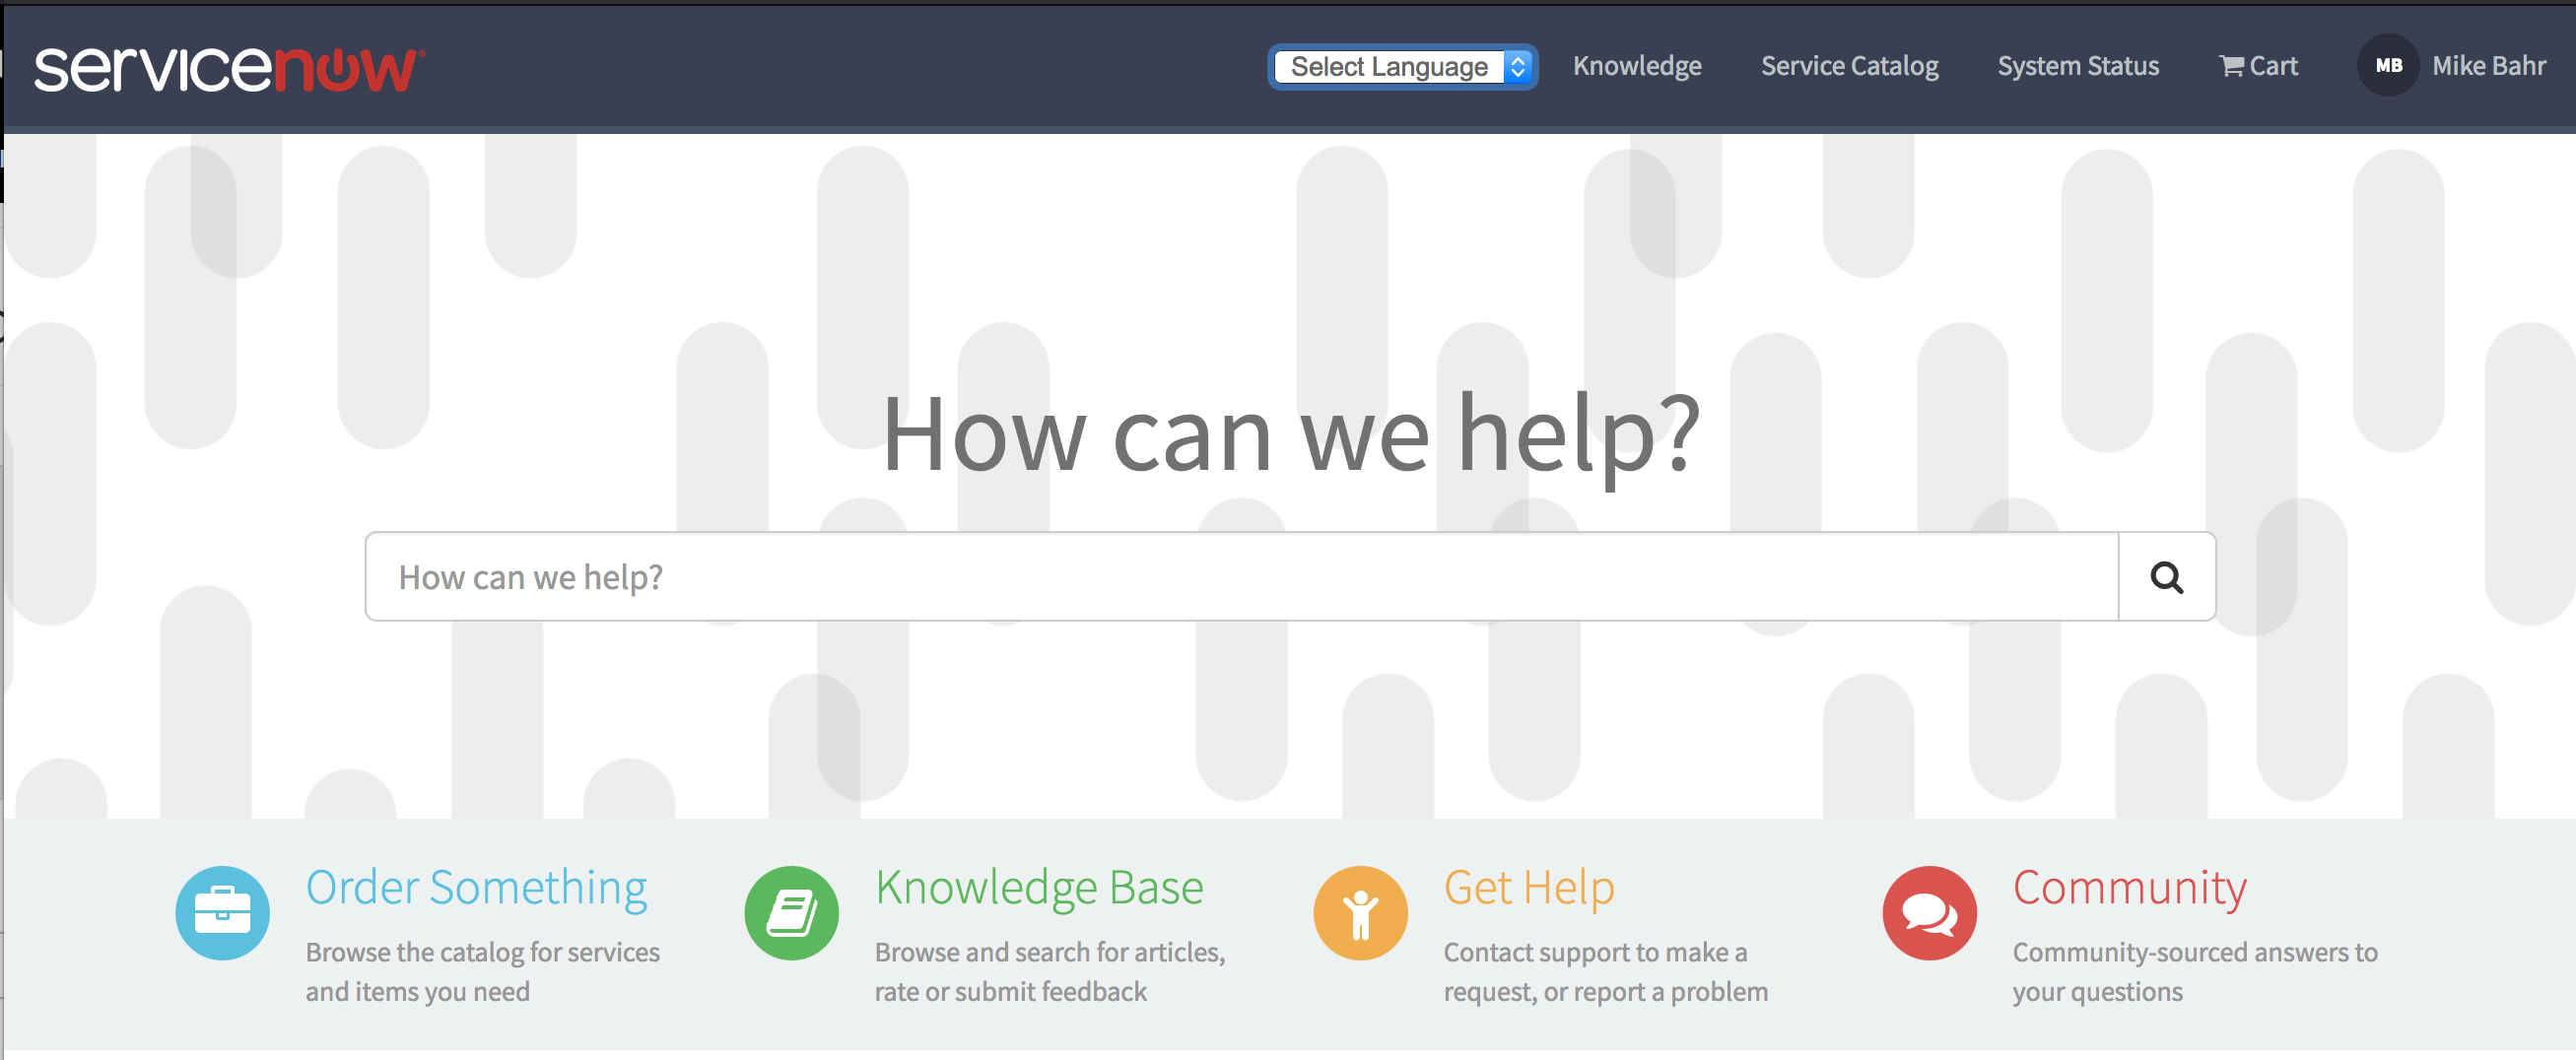 servicenow®
Select Language
Knowledge
Service Catalog
System Status
Cart
MB
Mike Bahr
How can we help?
How can we help?
Order Something
Browse the catalog for services
and items you need
Knowledge Base
Browse and search for articles,
rate or submit feedback
Get Help
Contact support to make a
request, or report a problem
Community
Community-sourced answers to
your questions